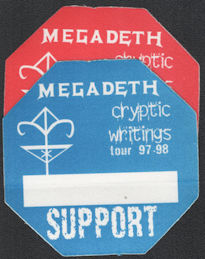 MEGADETH
cryptic
MEGADETH
cryptic
writings
tour 97-98
SUPPORT